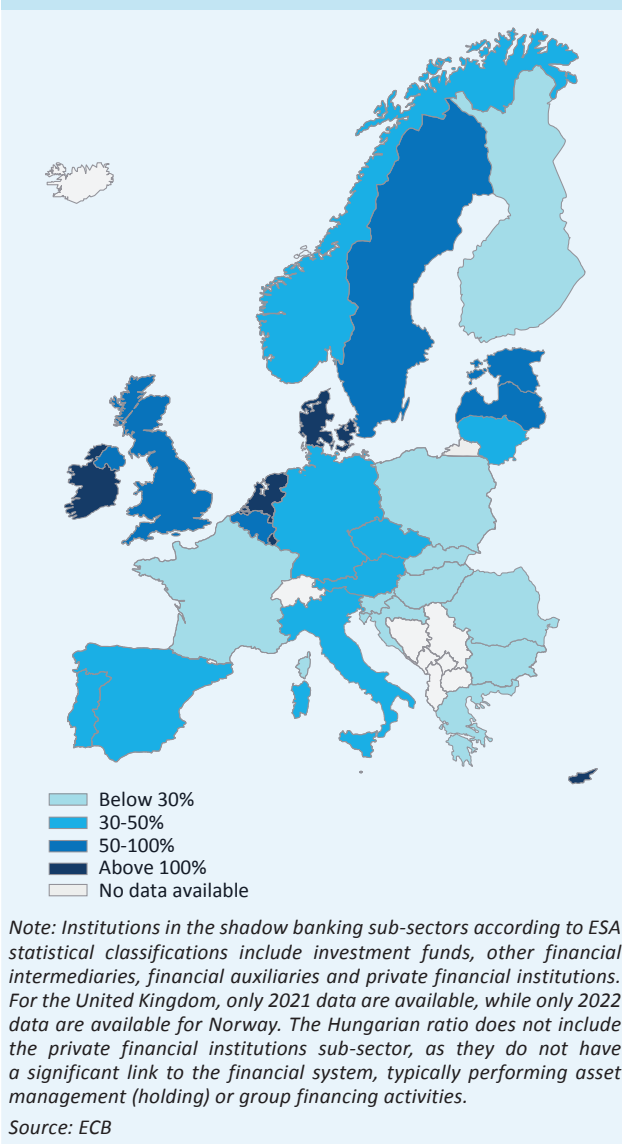 Below 30%
30-50%
50-100%
Above 100%
No data available
Note: Institutions in the shadow banking sub-sectors according to ESA
statistical classifications include investment funds, other financial
intermediaries, financial auxiliaries and private financial institutions.
For the United Kingdom, only 2021 data are available, while only 2022
data are available for Norway. The Hungarian ratio does not include
the private financial institutions sub-sector, as they do not have
a significant link to the financial system, typically performing asset
management (holding) or group financing activities.
Source: ECB